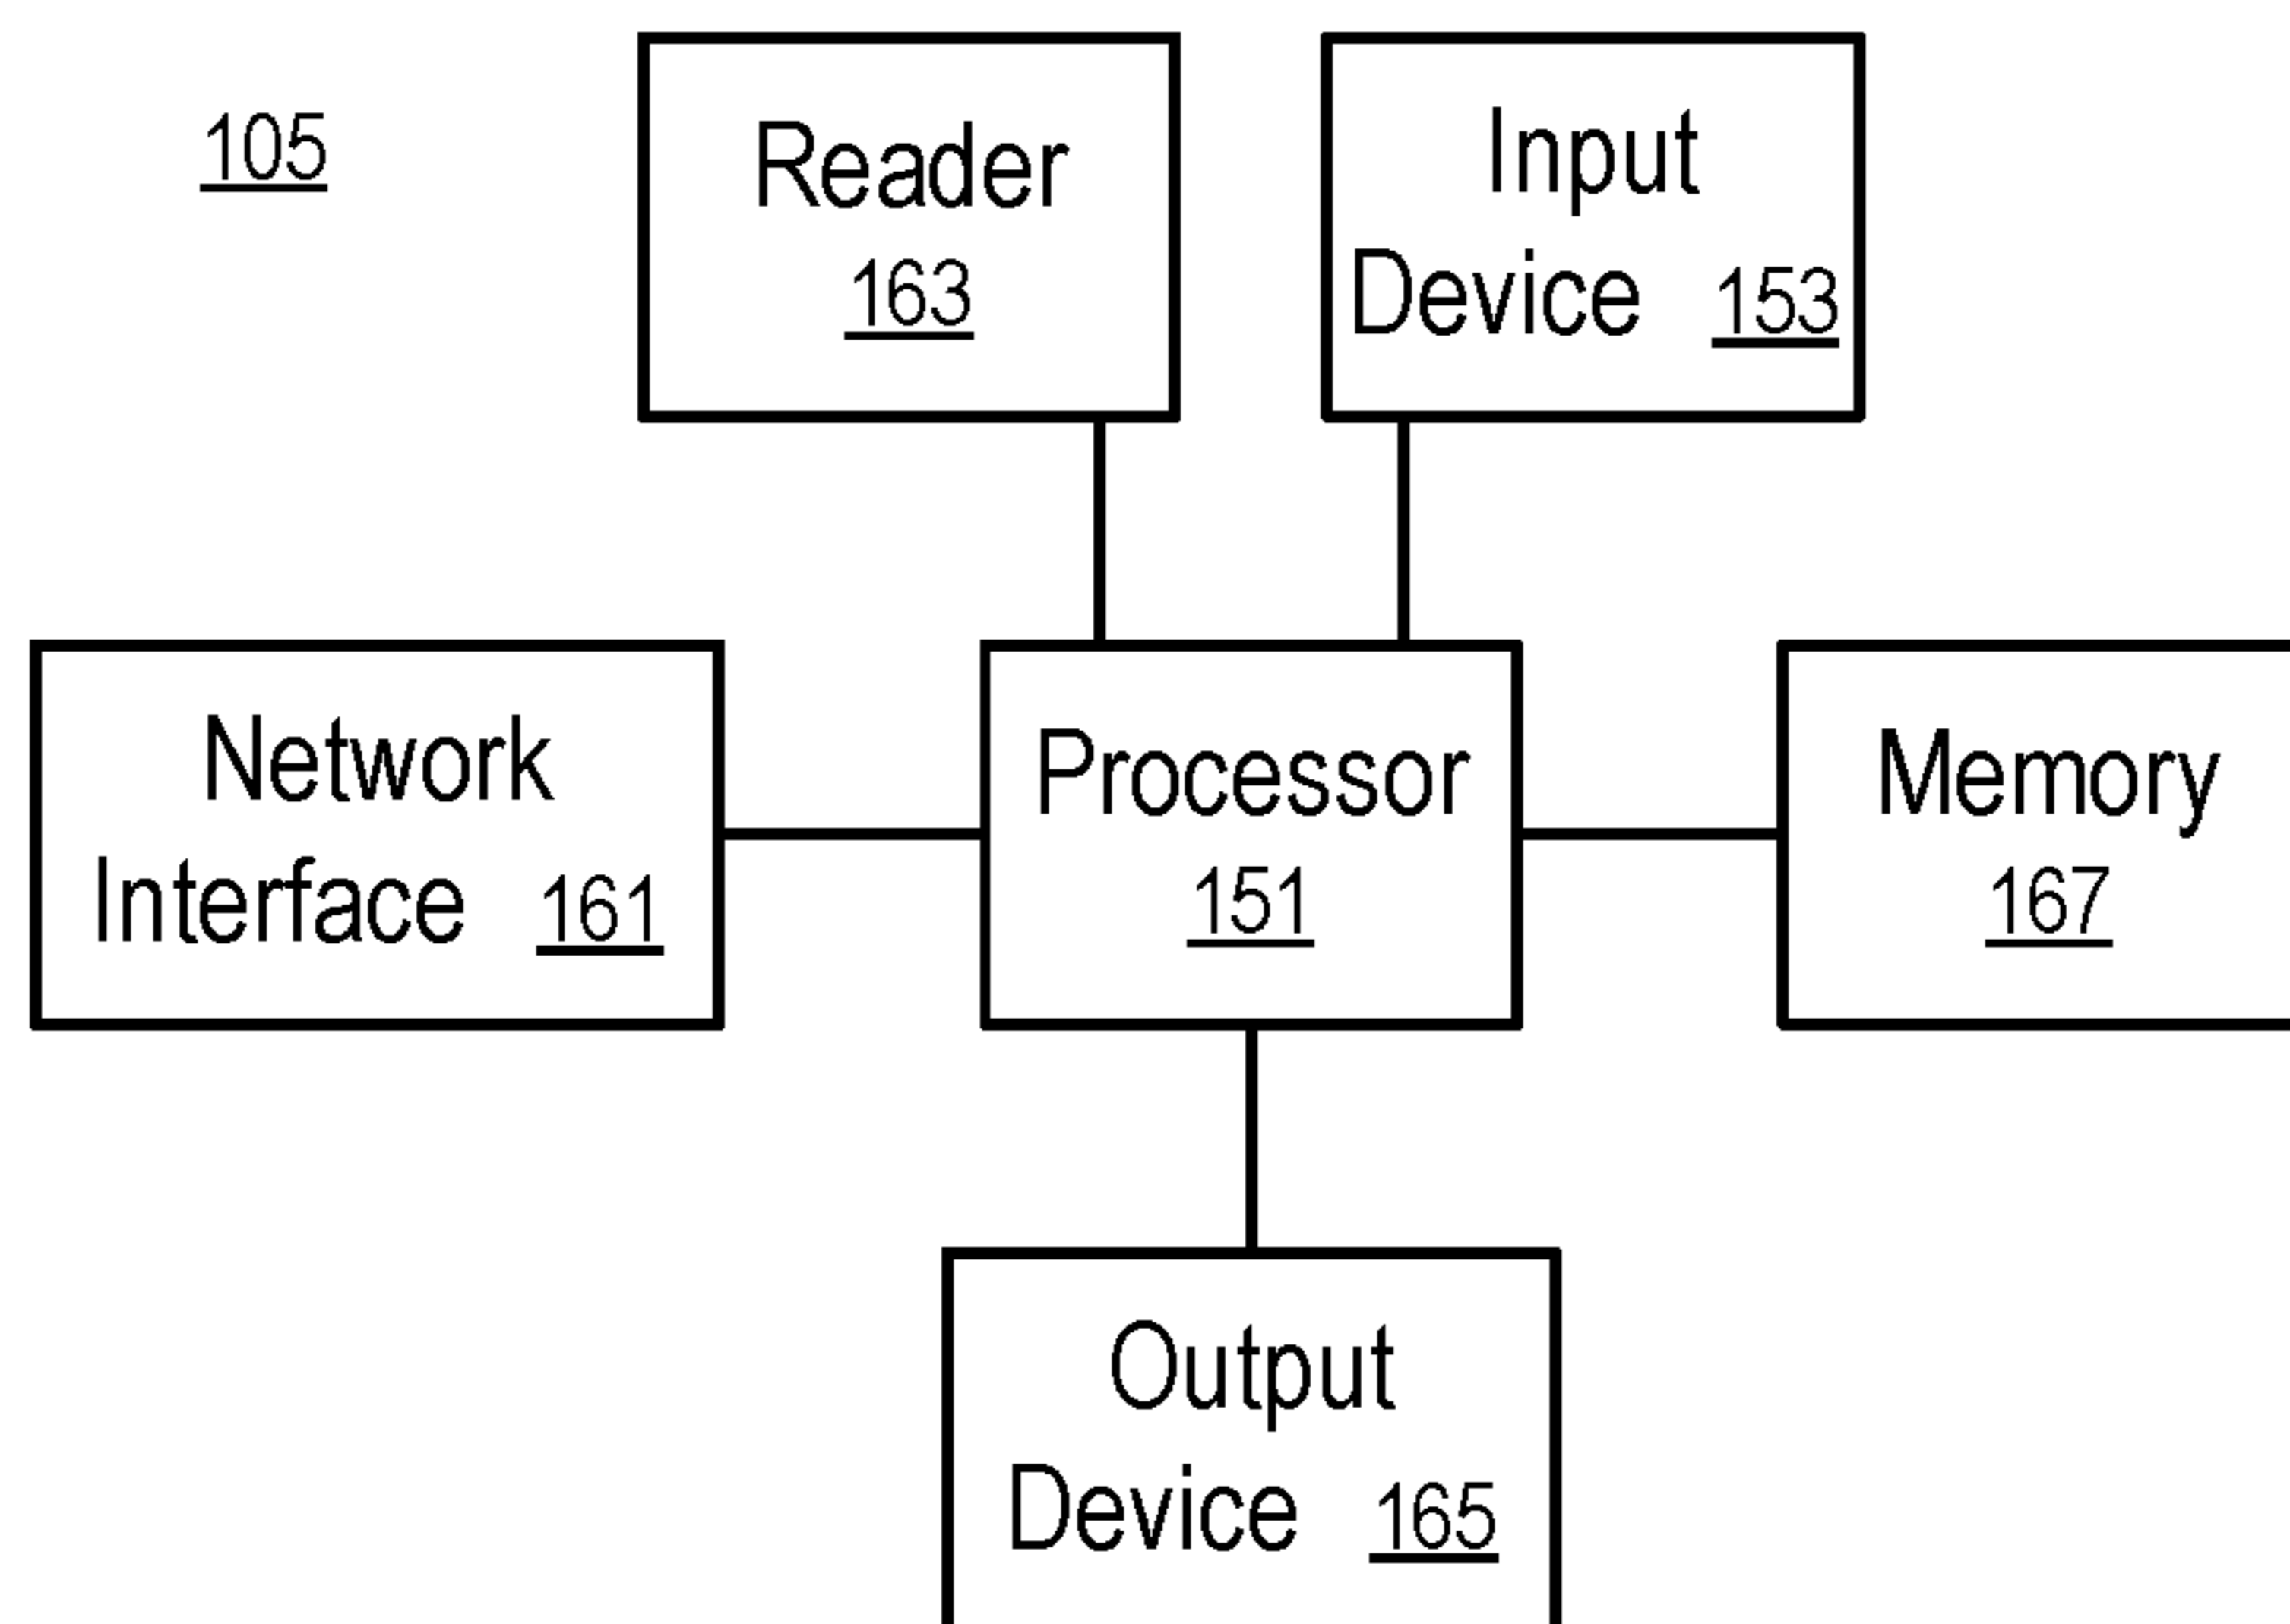 105
Reader
163
Input
Device 153
Network
Interface 161
Processor
151
Memory
167
Output
Device 165